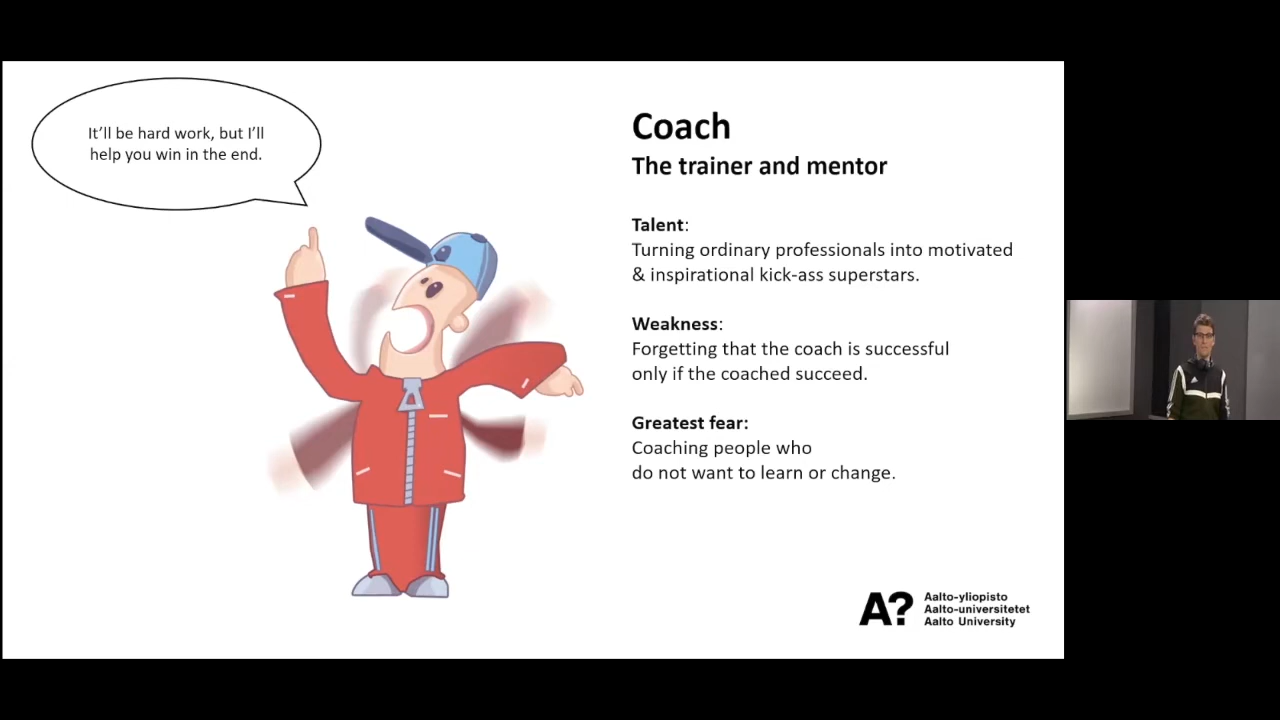 It'll be hard work, but I'll
help you win in the end.
Coach
The trainer and mentor
Talent:
Turning ordinary professionals into motivated
& inspirational kick-ass superstars.
Weakness:
Forgetting that the coach is successful
only if the coached succeed.
Greatest fear:
Coaching people who
do not want to learn or change.
A?
Aalto-yliopisto
Aalto-universitetet
Aalto University